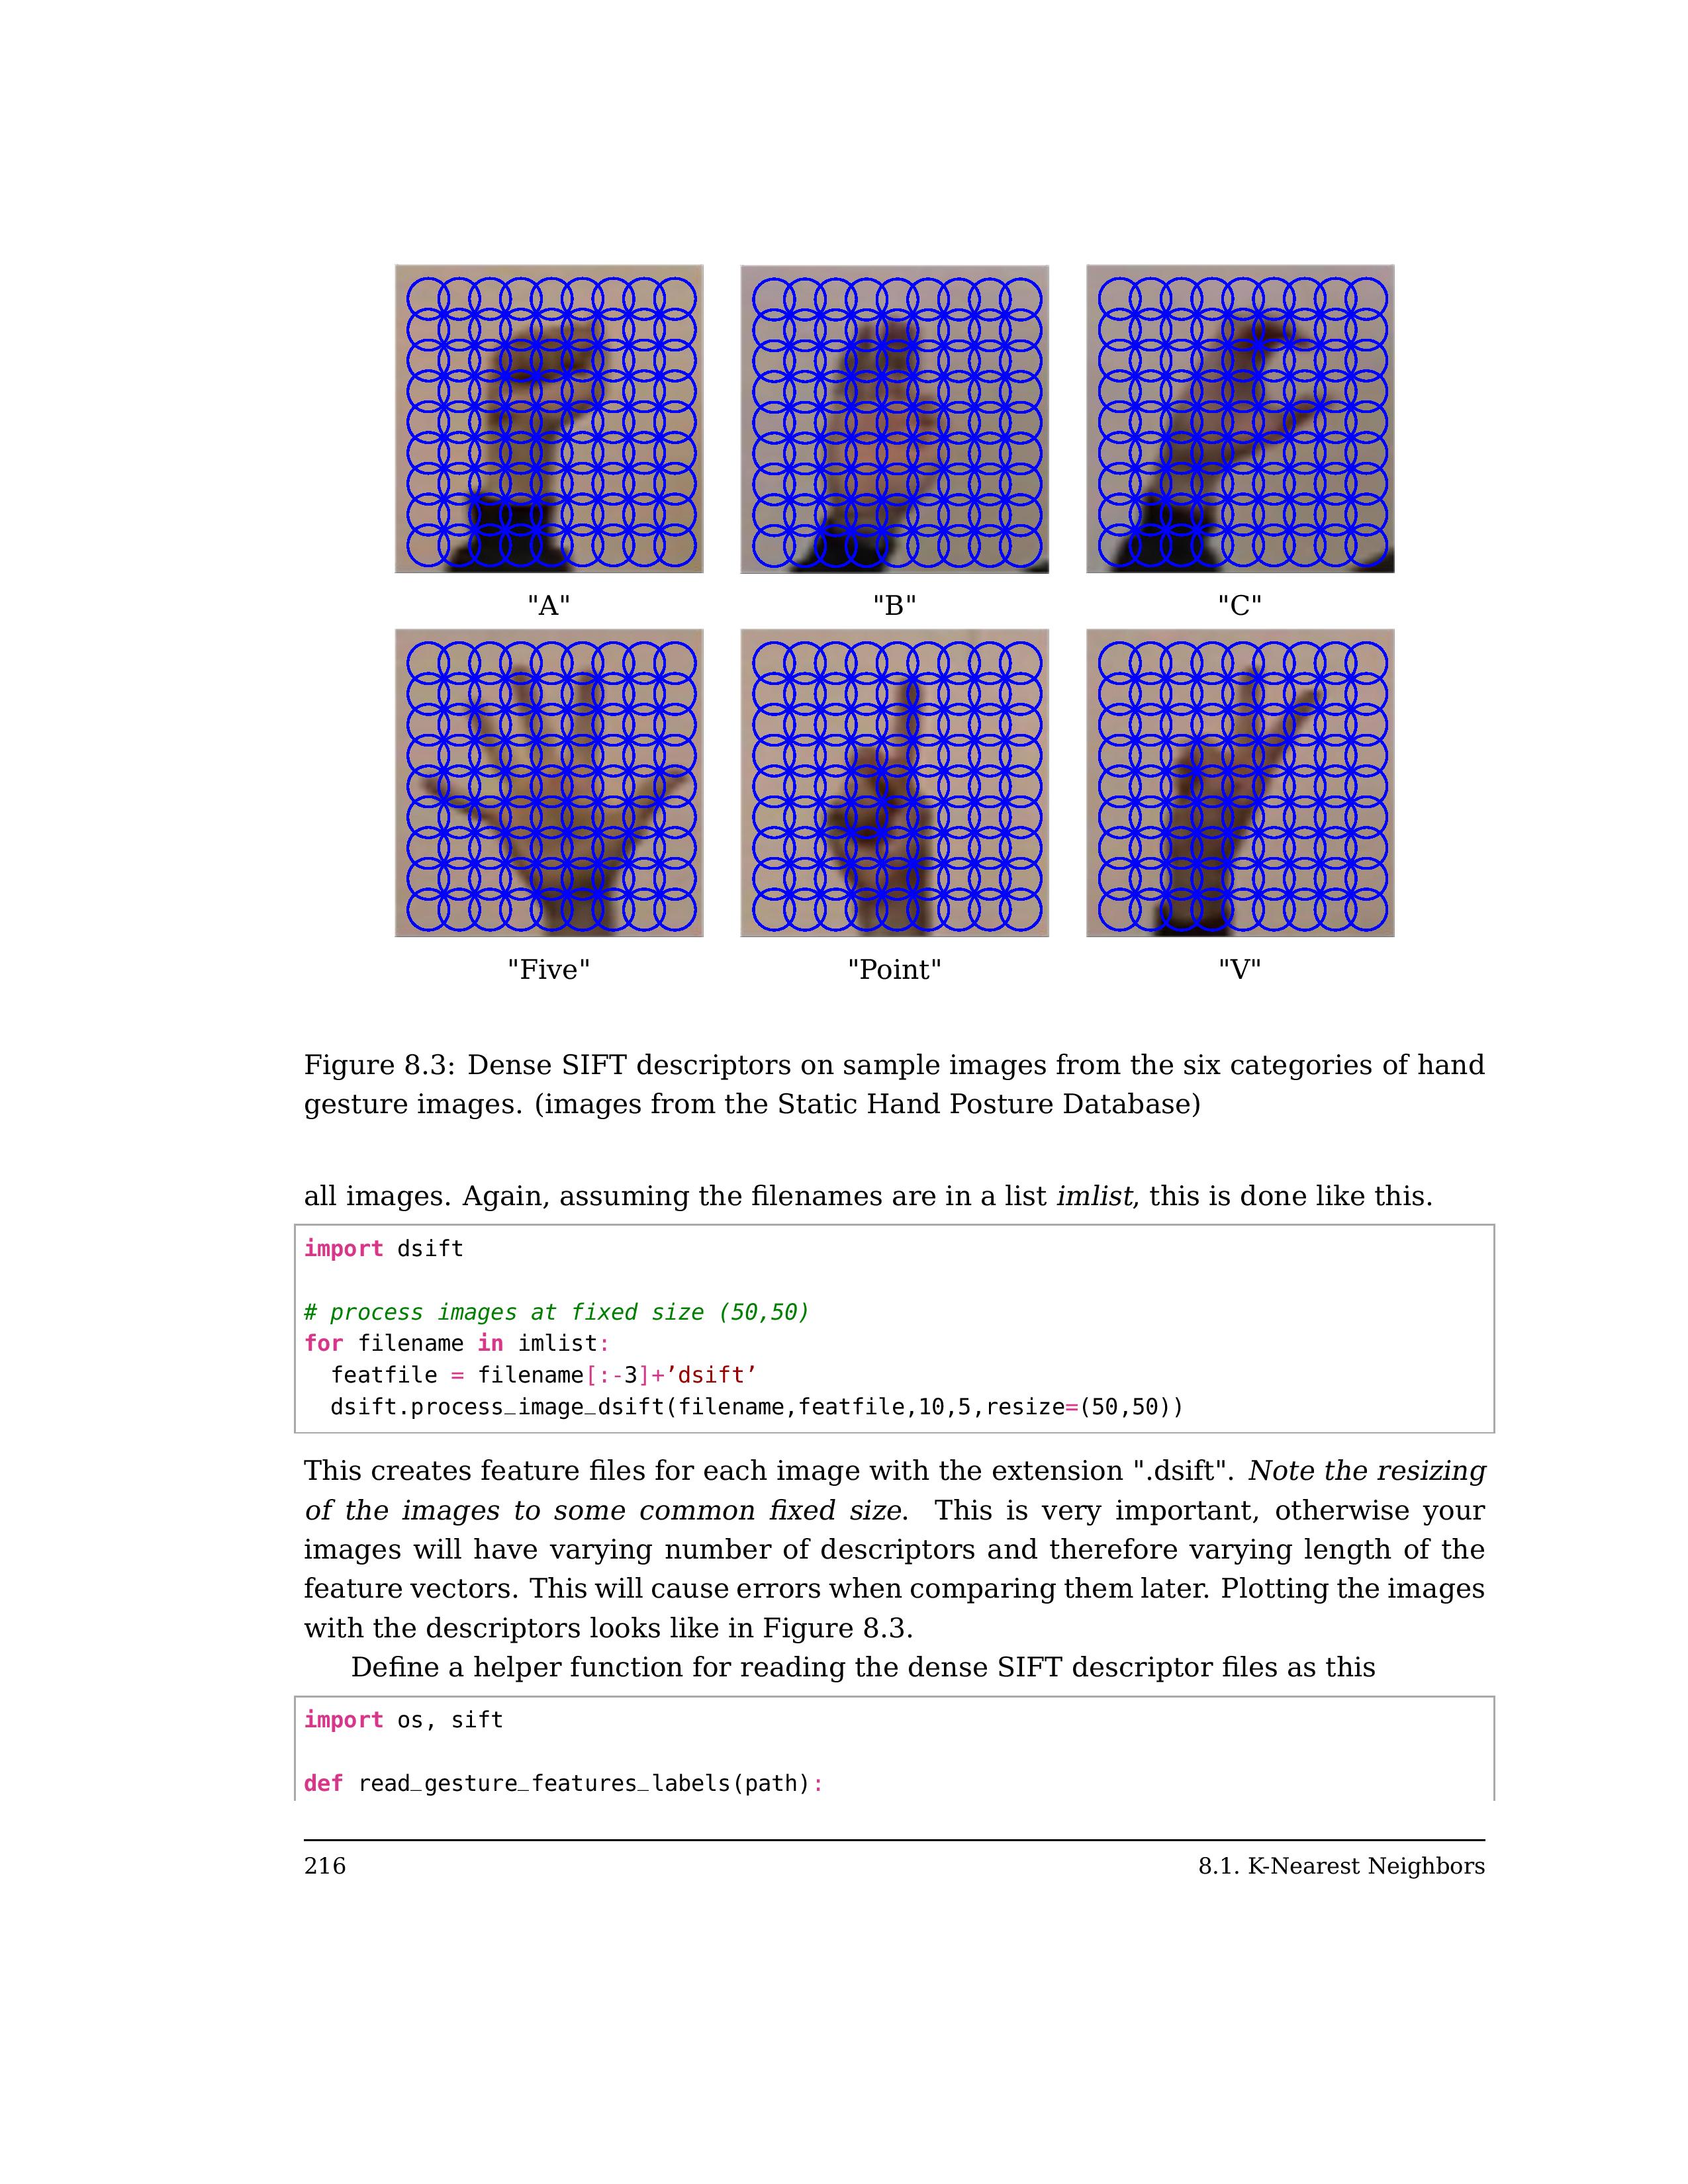 "A"
"B"
"C"
"Five"
"Point"
"V"
Figure 8.3: Dense SIFT descriptors on sample images from the six categories of hand
gesture images. (images from the Static Hand Posture Database)
all images. Again, assuming the filenames are in a list imlist, this is done like this.
import dsift
# process images at fixed size (50,50)
for filename in imlist:
  featfile = filename[:-3]+’dsift’
  dsift.process_image_dsift(filename,featfile,10,5,resize=(50,50))
This creates feature files for each image with the extension ".dsift". Note the resizing
of the images to some common fixed size. This is very important, otherwise your
images will have varying number of descriptors and therefore varying length of the
feature vectors. This will cause errors when comparing them later. Plotting the images
with the descriptors looks like in Figure 8.3.
Define a helper function for reading the dense SIFT descriptor files as this
import os, sift
def read_gesture_features_labels(path):
216
8.1. K-Nearest Neighbors